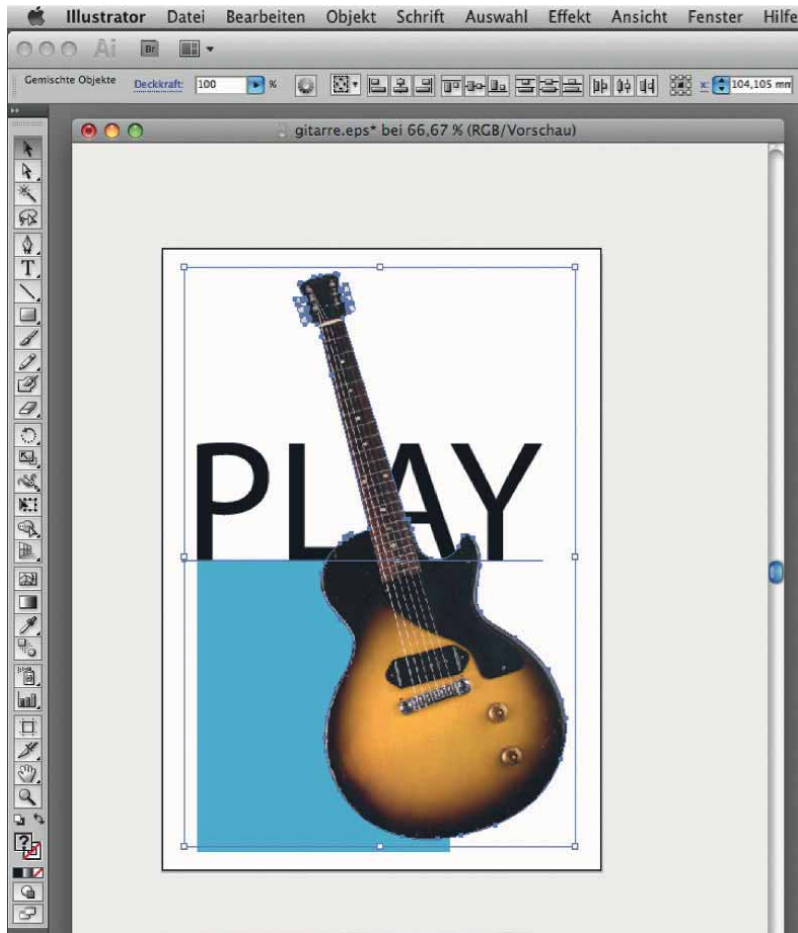 Illustrator Datei Bearbeiten Objekt Schrift Auswahl Effekt Ansicht Fenster Hilfe
Ai Br
Gemischte Objekte Deckkraft: 100 % x: 104,105 mm
gitarre.eps* bei 66,67 % (RGB/Vorschau)
T
PLAY
?